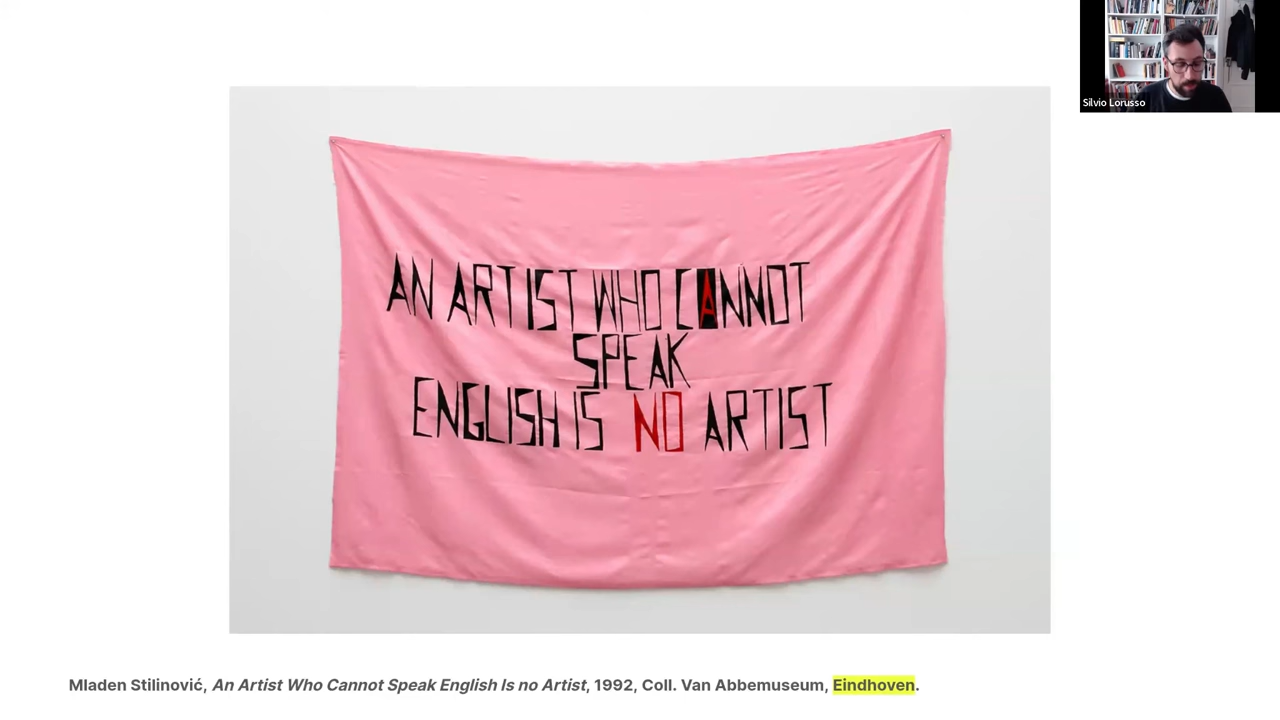 Silvio Lorusso
AN ARTIST WHO CANNOT
SPEAK
ENGLISH IS NO ARTIST
Mladen Stilinović, An Artist Who Cannot Speak English Is no Artist, 1992, Coll. Van Abbemuseum, Eindhoven.